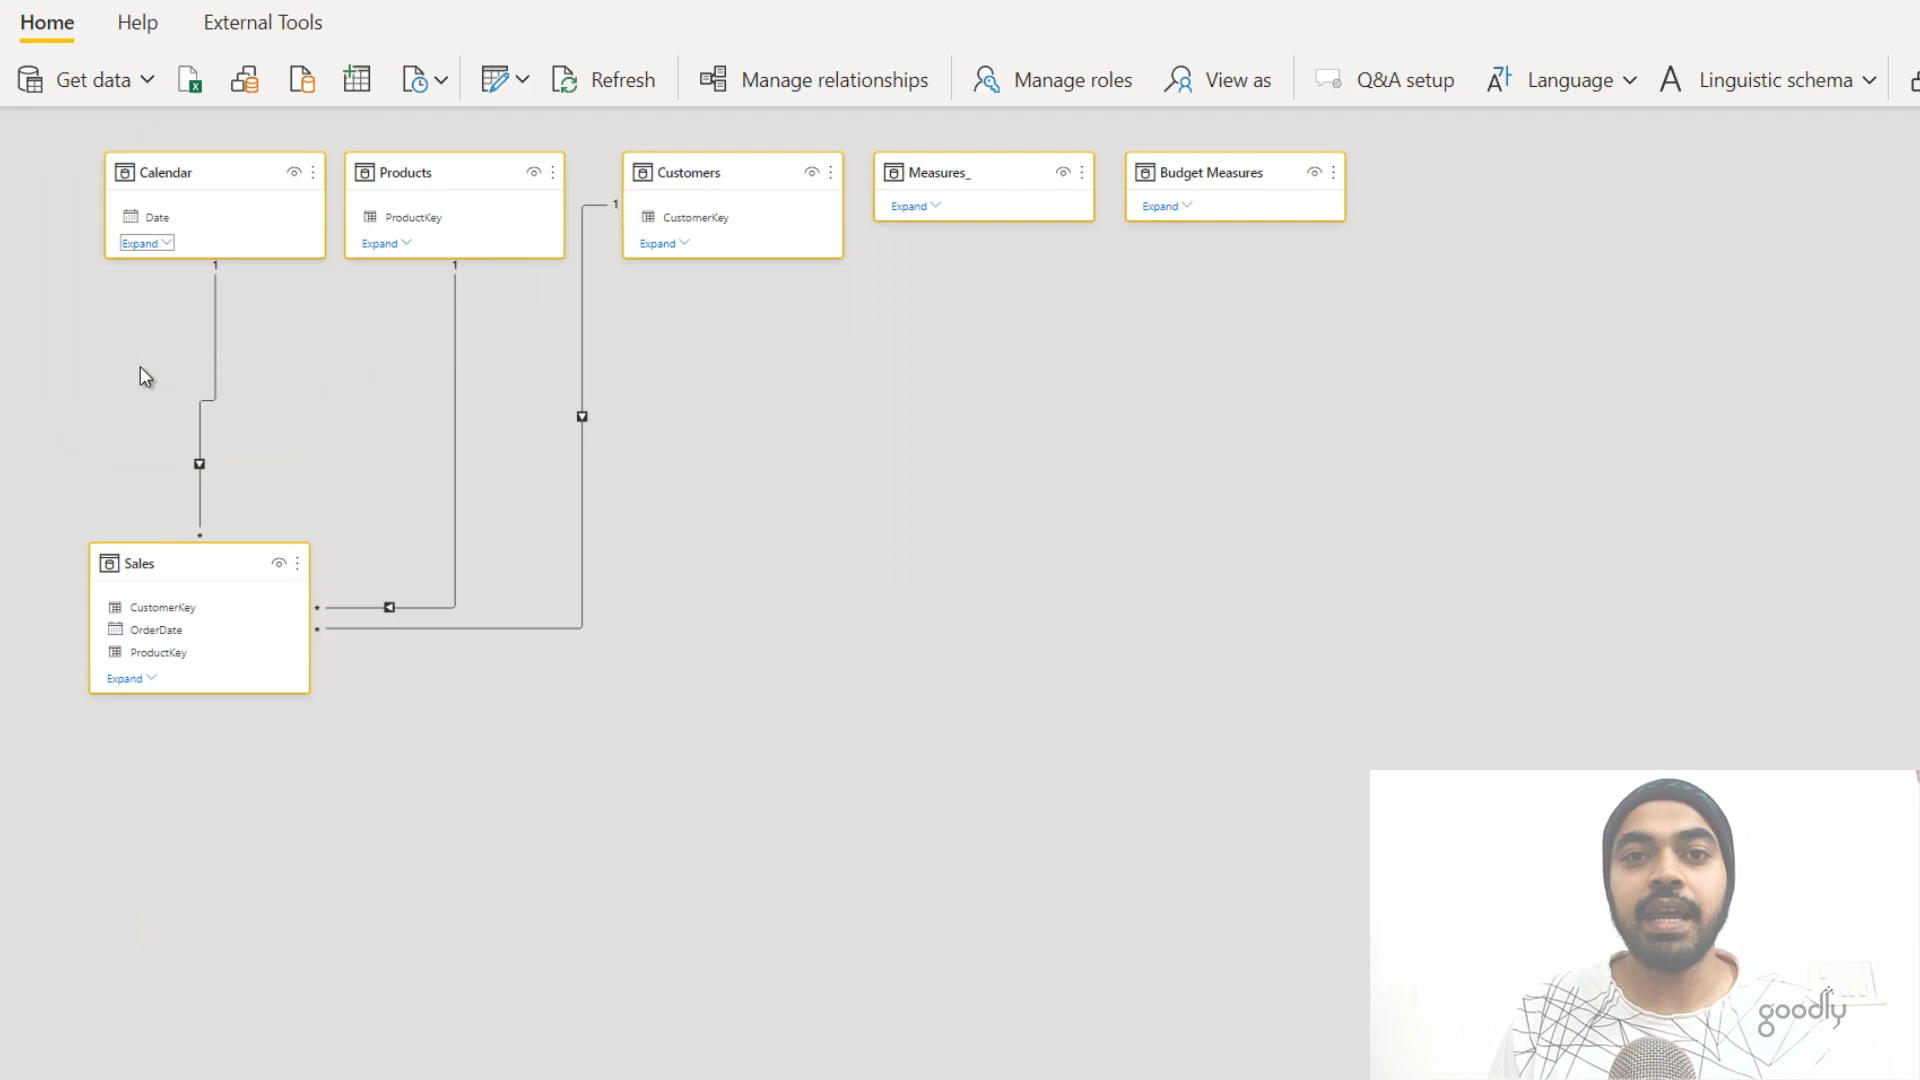 Home
Help
External Tools
Get data
Refresh
Manage relationships
Manage roles
View as
Q&A setup
Language
Linguistic schema
Calendar
Date
Expand
Products
ProductKey
Expand
Customers
CustomerKey
Expand
Measures_
Expand
Budget Measures
Expand
1
1
1
*
Sales
CustomerKey
OrderDate
ProductKey
Expand
*
*
goodly